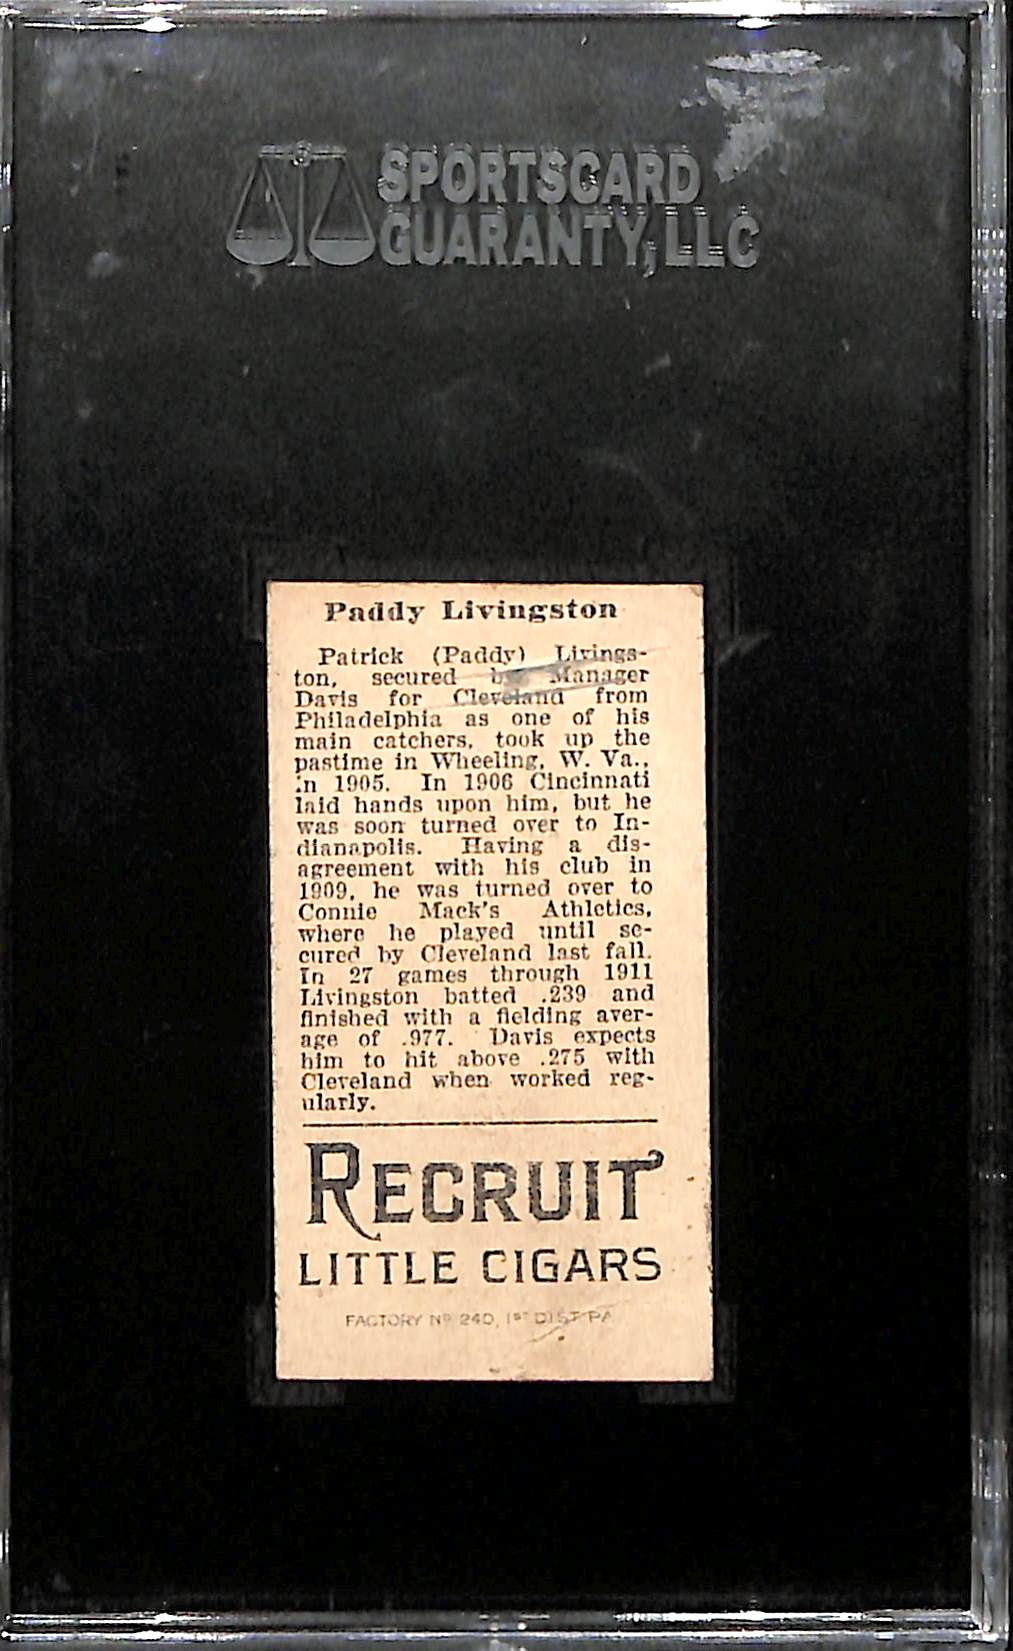 SPORTSCARD
GUARANTY, LLC
Paddy Livingston
Patrick (Paddy) Livings-
ton, secured by Manager
Davis for Cleveland from
Philadelphia as one of his
main catchers, took up the
pastime in Wheeling, W. Va.,
in 1905. In 1906 Cincinnati
laid hands upon him, but he
was soon turned over to In-
dianapolis. Having a dis-
agreement with his club in
1909, he was turned over to
Connie Mack's Athletics,
where he played until se-
cured by Cleveland last fall.
In 27 games through 1911
Livingston batted .239 and
finished with a fielding aver-
age of .977. Davis expects
him to hit above .275 with
Cleveland when worked reg-
ularly.
RECRUIT
LITTLE CIGARS
FACTORY Nº 240, 1ST DIST. PA